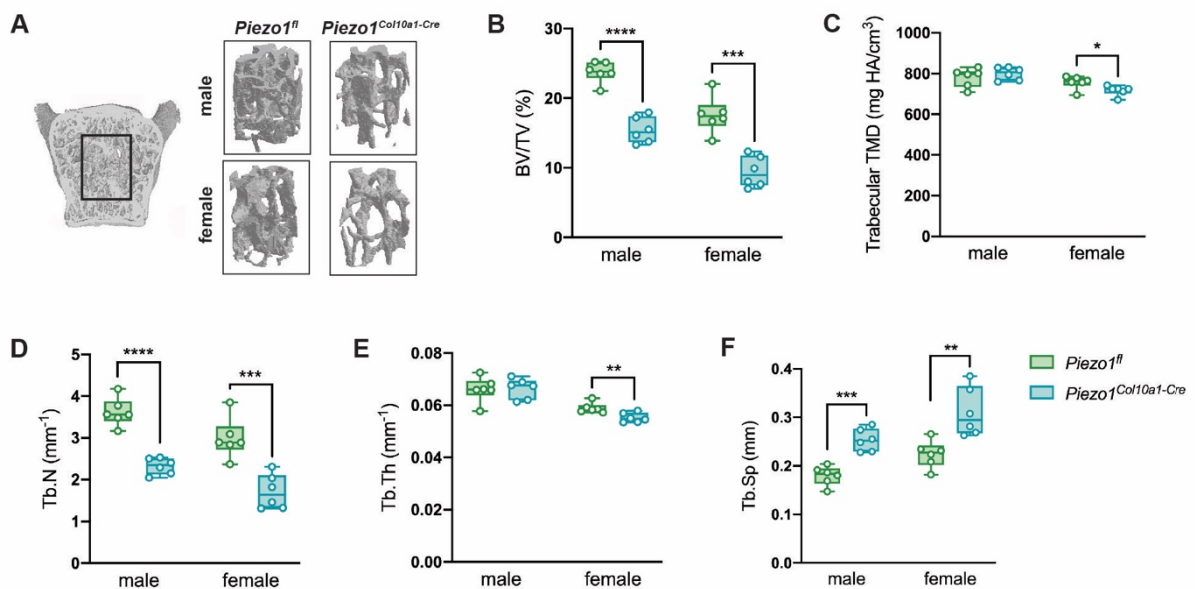 A
Piezo1fl
Piezo1Col10a1-Cre
male
female
B
BV/TV (%)
30
20
10
0
****
***
male
female
C
Trabecular TMD (mg HA/cm3)
1000
800
600
400
200
0
*
male
female
D
Tb.N (mm-1)
5
4
3
2
1
0
****
***
male
female
E
Tb.Th (mm-1)
0.08
0.06
0.04
0.02
0.00
**
male
female
F
Tb.Sp (mm)
0.4
0.3
0.2
0.1
0.0
***
**
male
female
Piezo1fl
Piezo1Col10a1-Cre